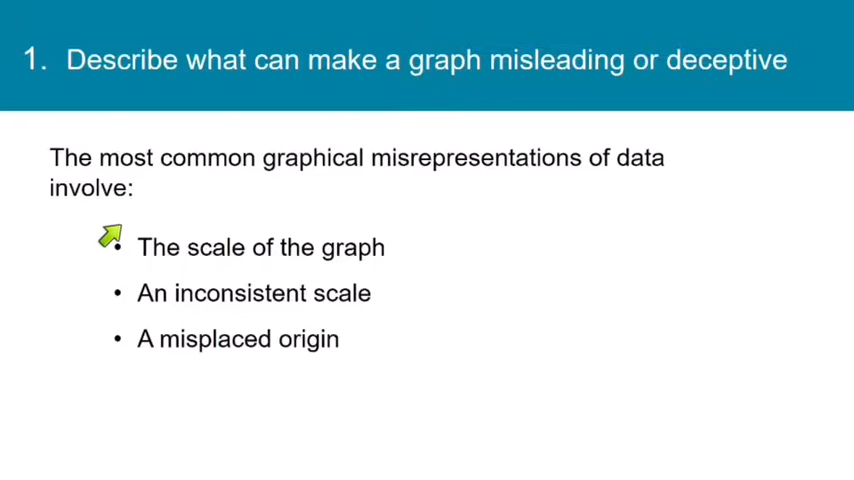 1. Describe what can make a graph misleading or deceptive
The most common graphical misrepresentations of data
involve:
• The scale of the graph
• An inconsistent scale
• A misplaced origin